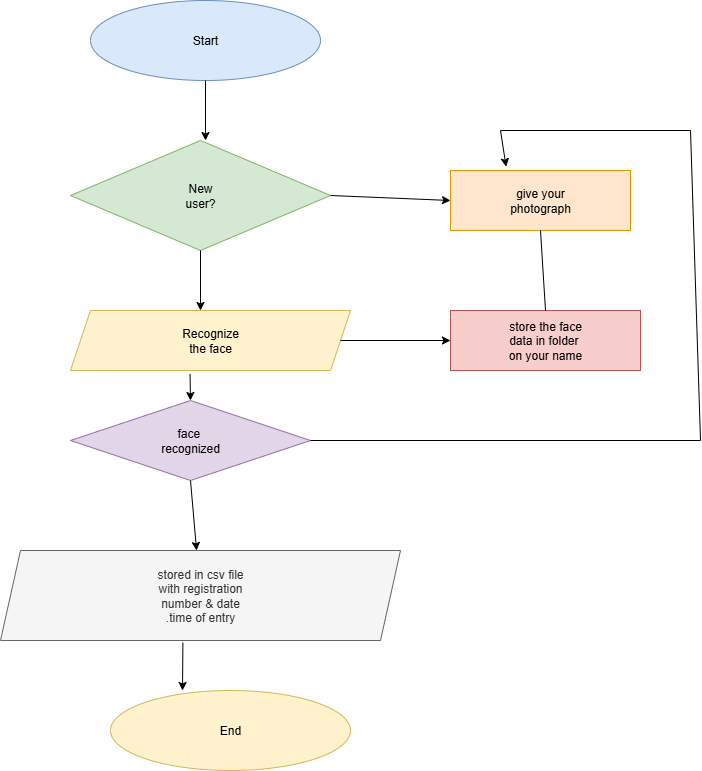 Start
New
user?
give your
photograph
Recognize
the face
store the face
data in folder
on your name
face
recognized
stored in csv file
with registration
number & date
.time of entry
End